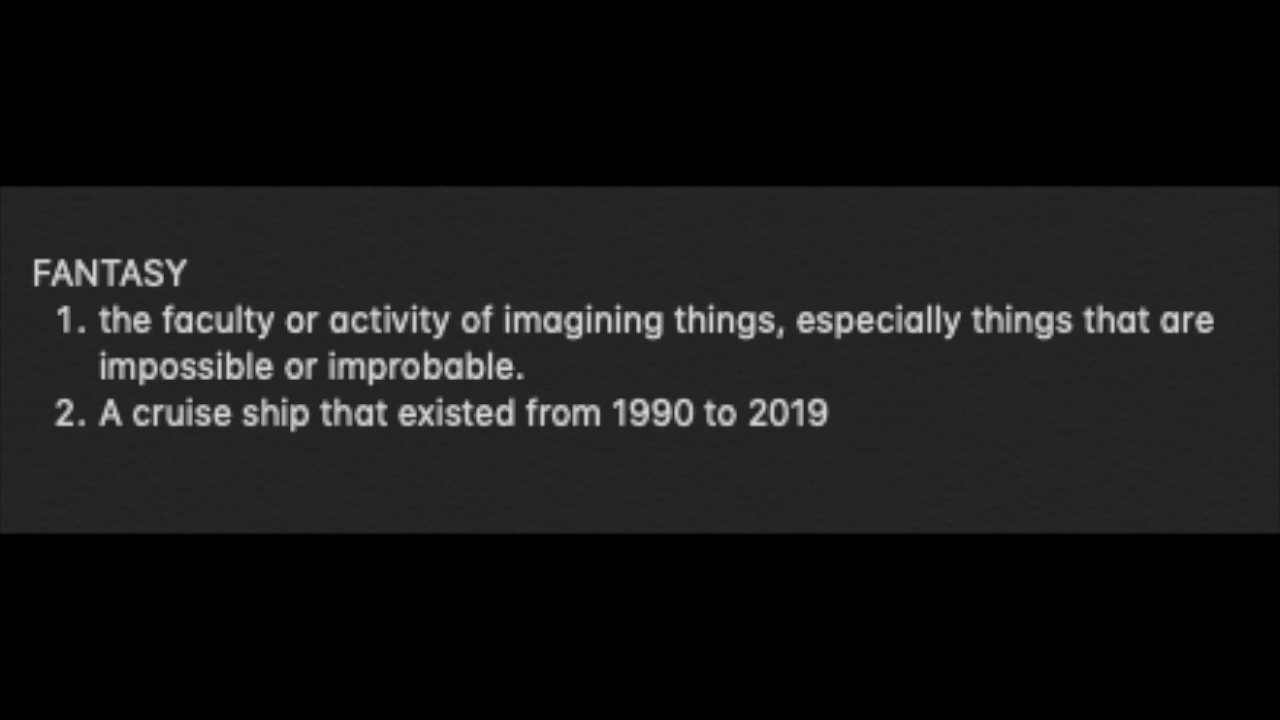 FANTASY
1. the faculty or activity of imagining things, especially things that are
impossible or improbable.
2. A cruise ship that existed from 1990 to 2019